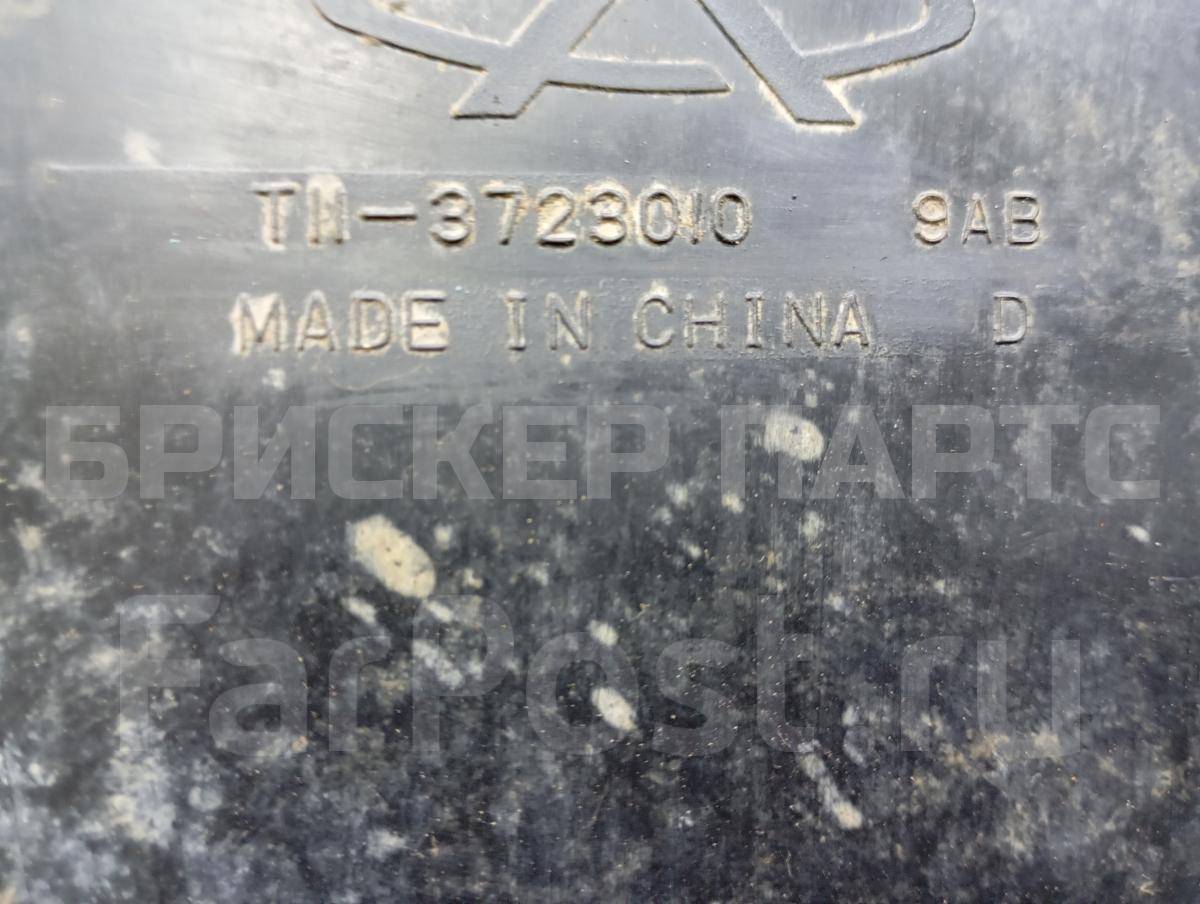 T11-3723010 9AB
MADE IN CHINA D
БРИСКЕР ПАРТС
FarPost.ru